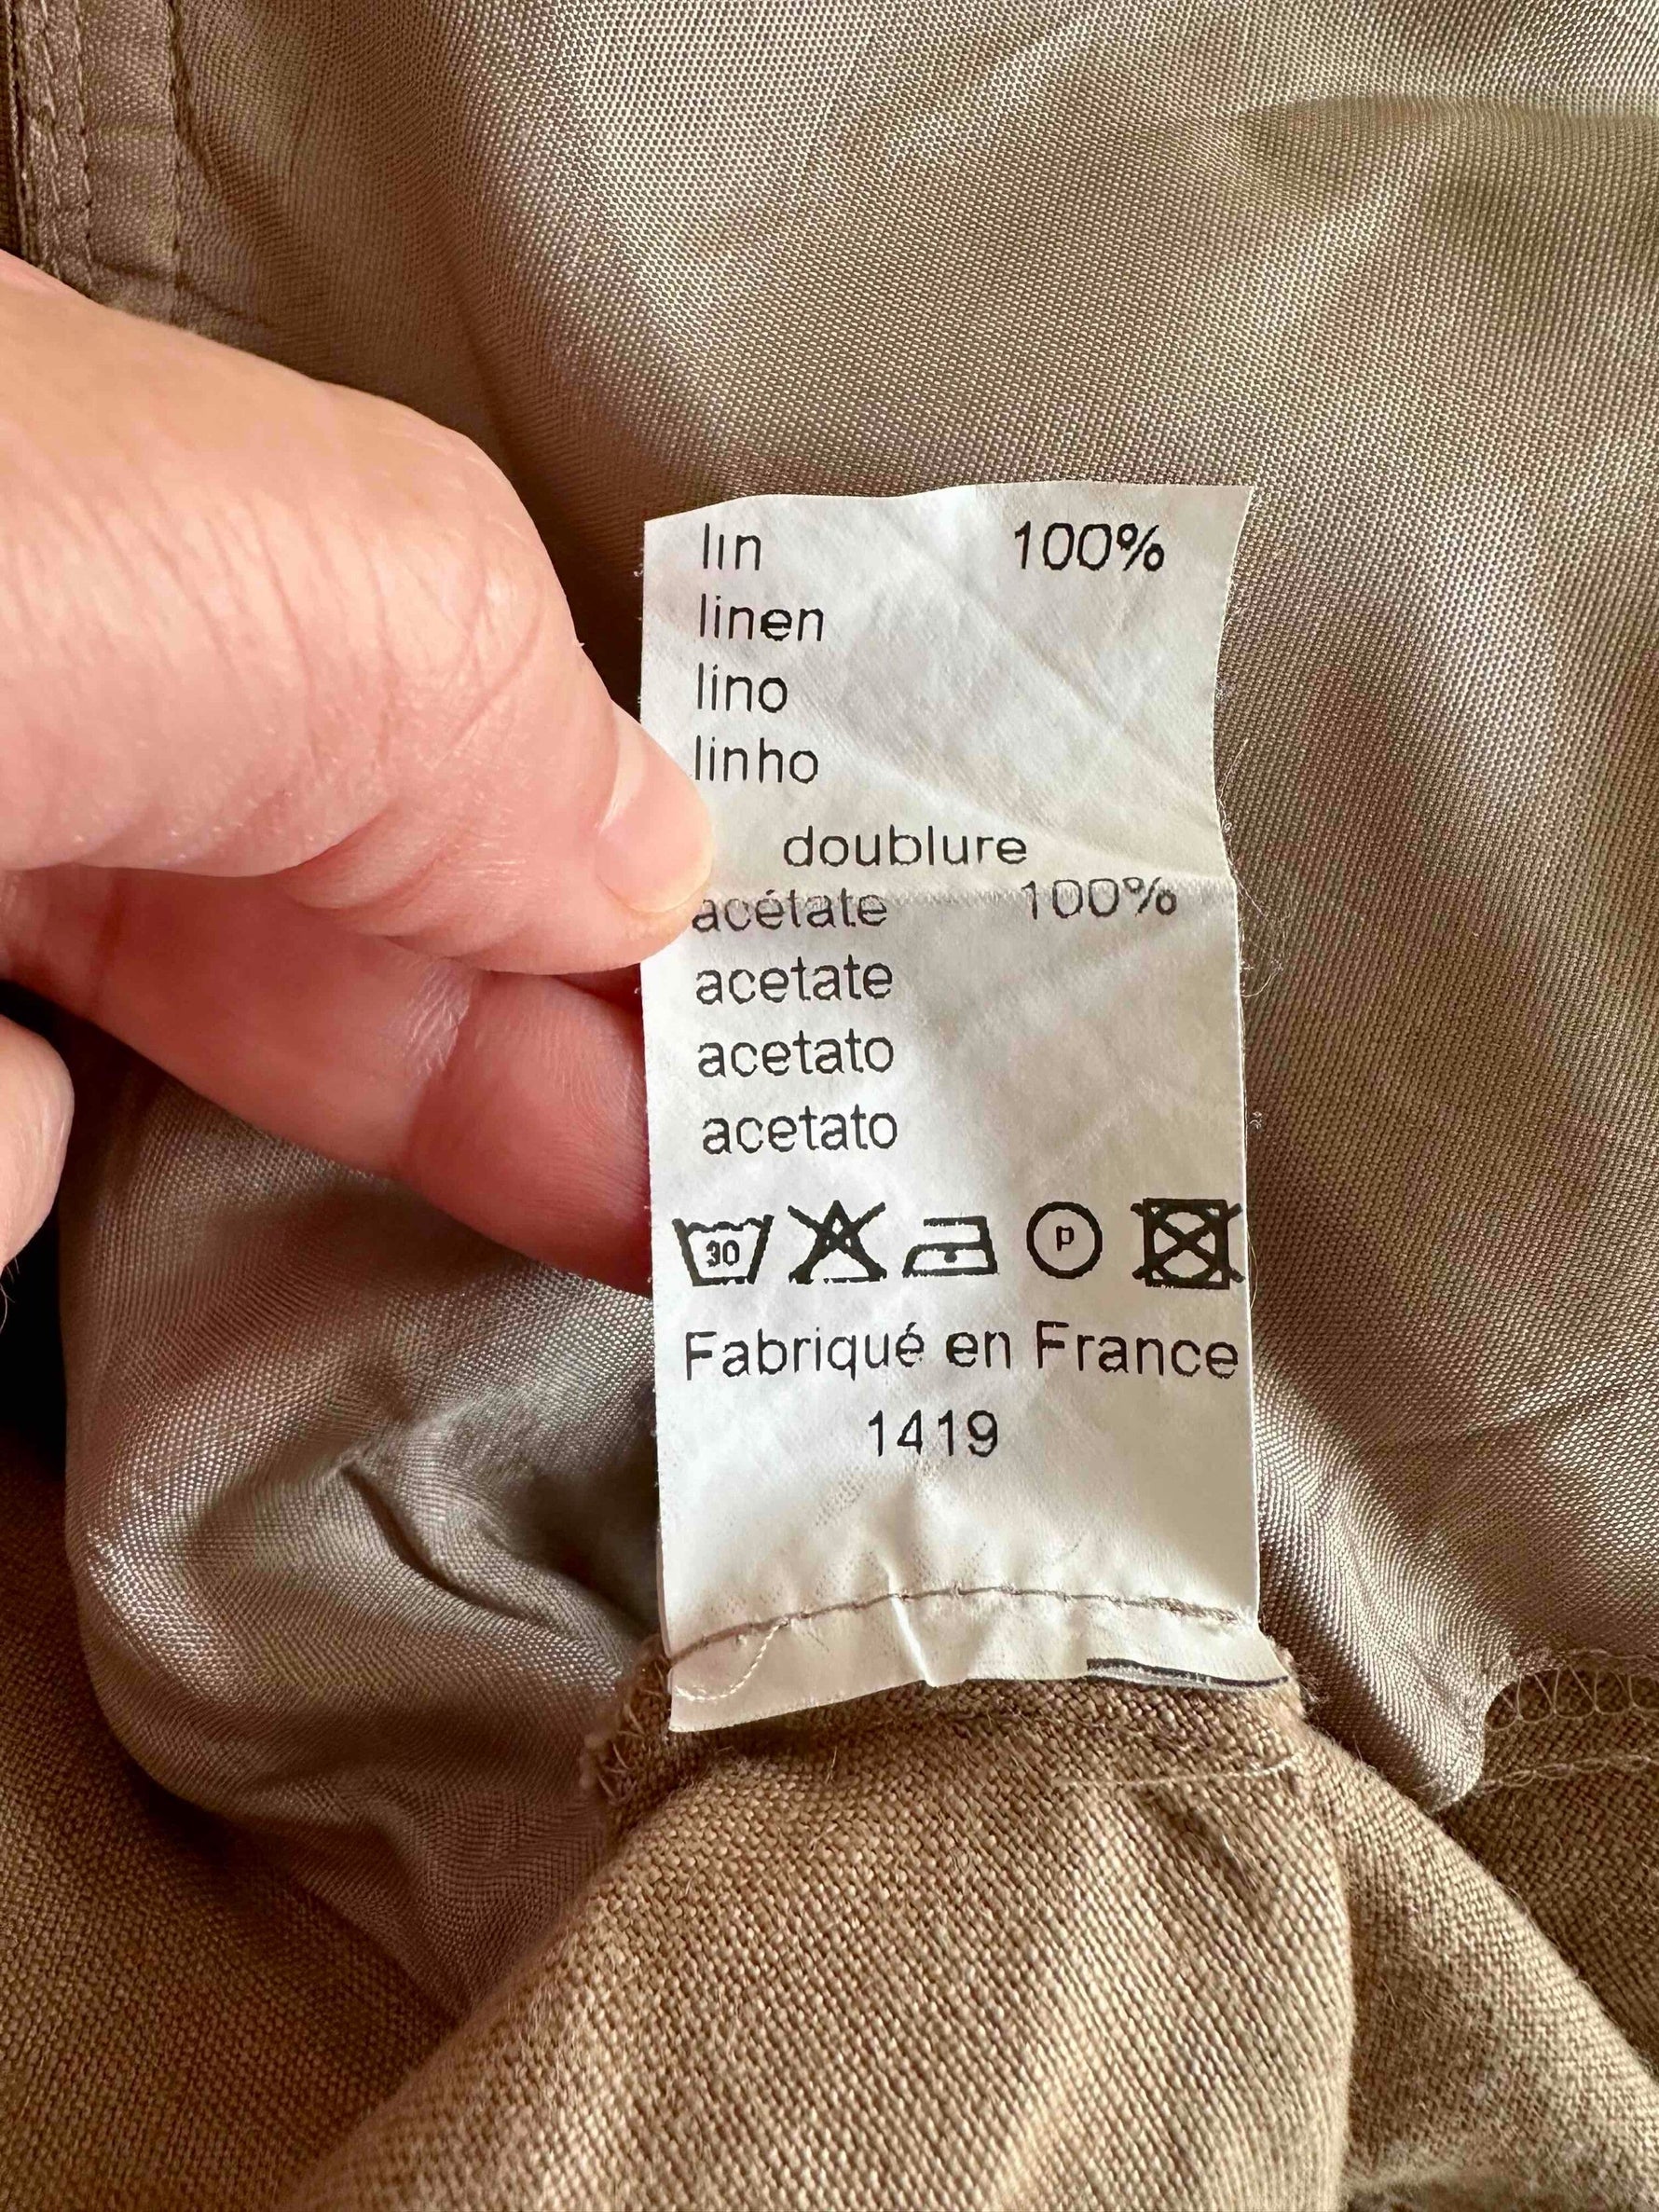 lin 100%
linen
lino
linho
doublure
acétate 100%
acetate
acetato
acetato
30
P
Fabriqué en France
1419